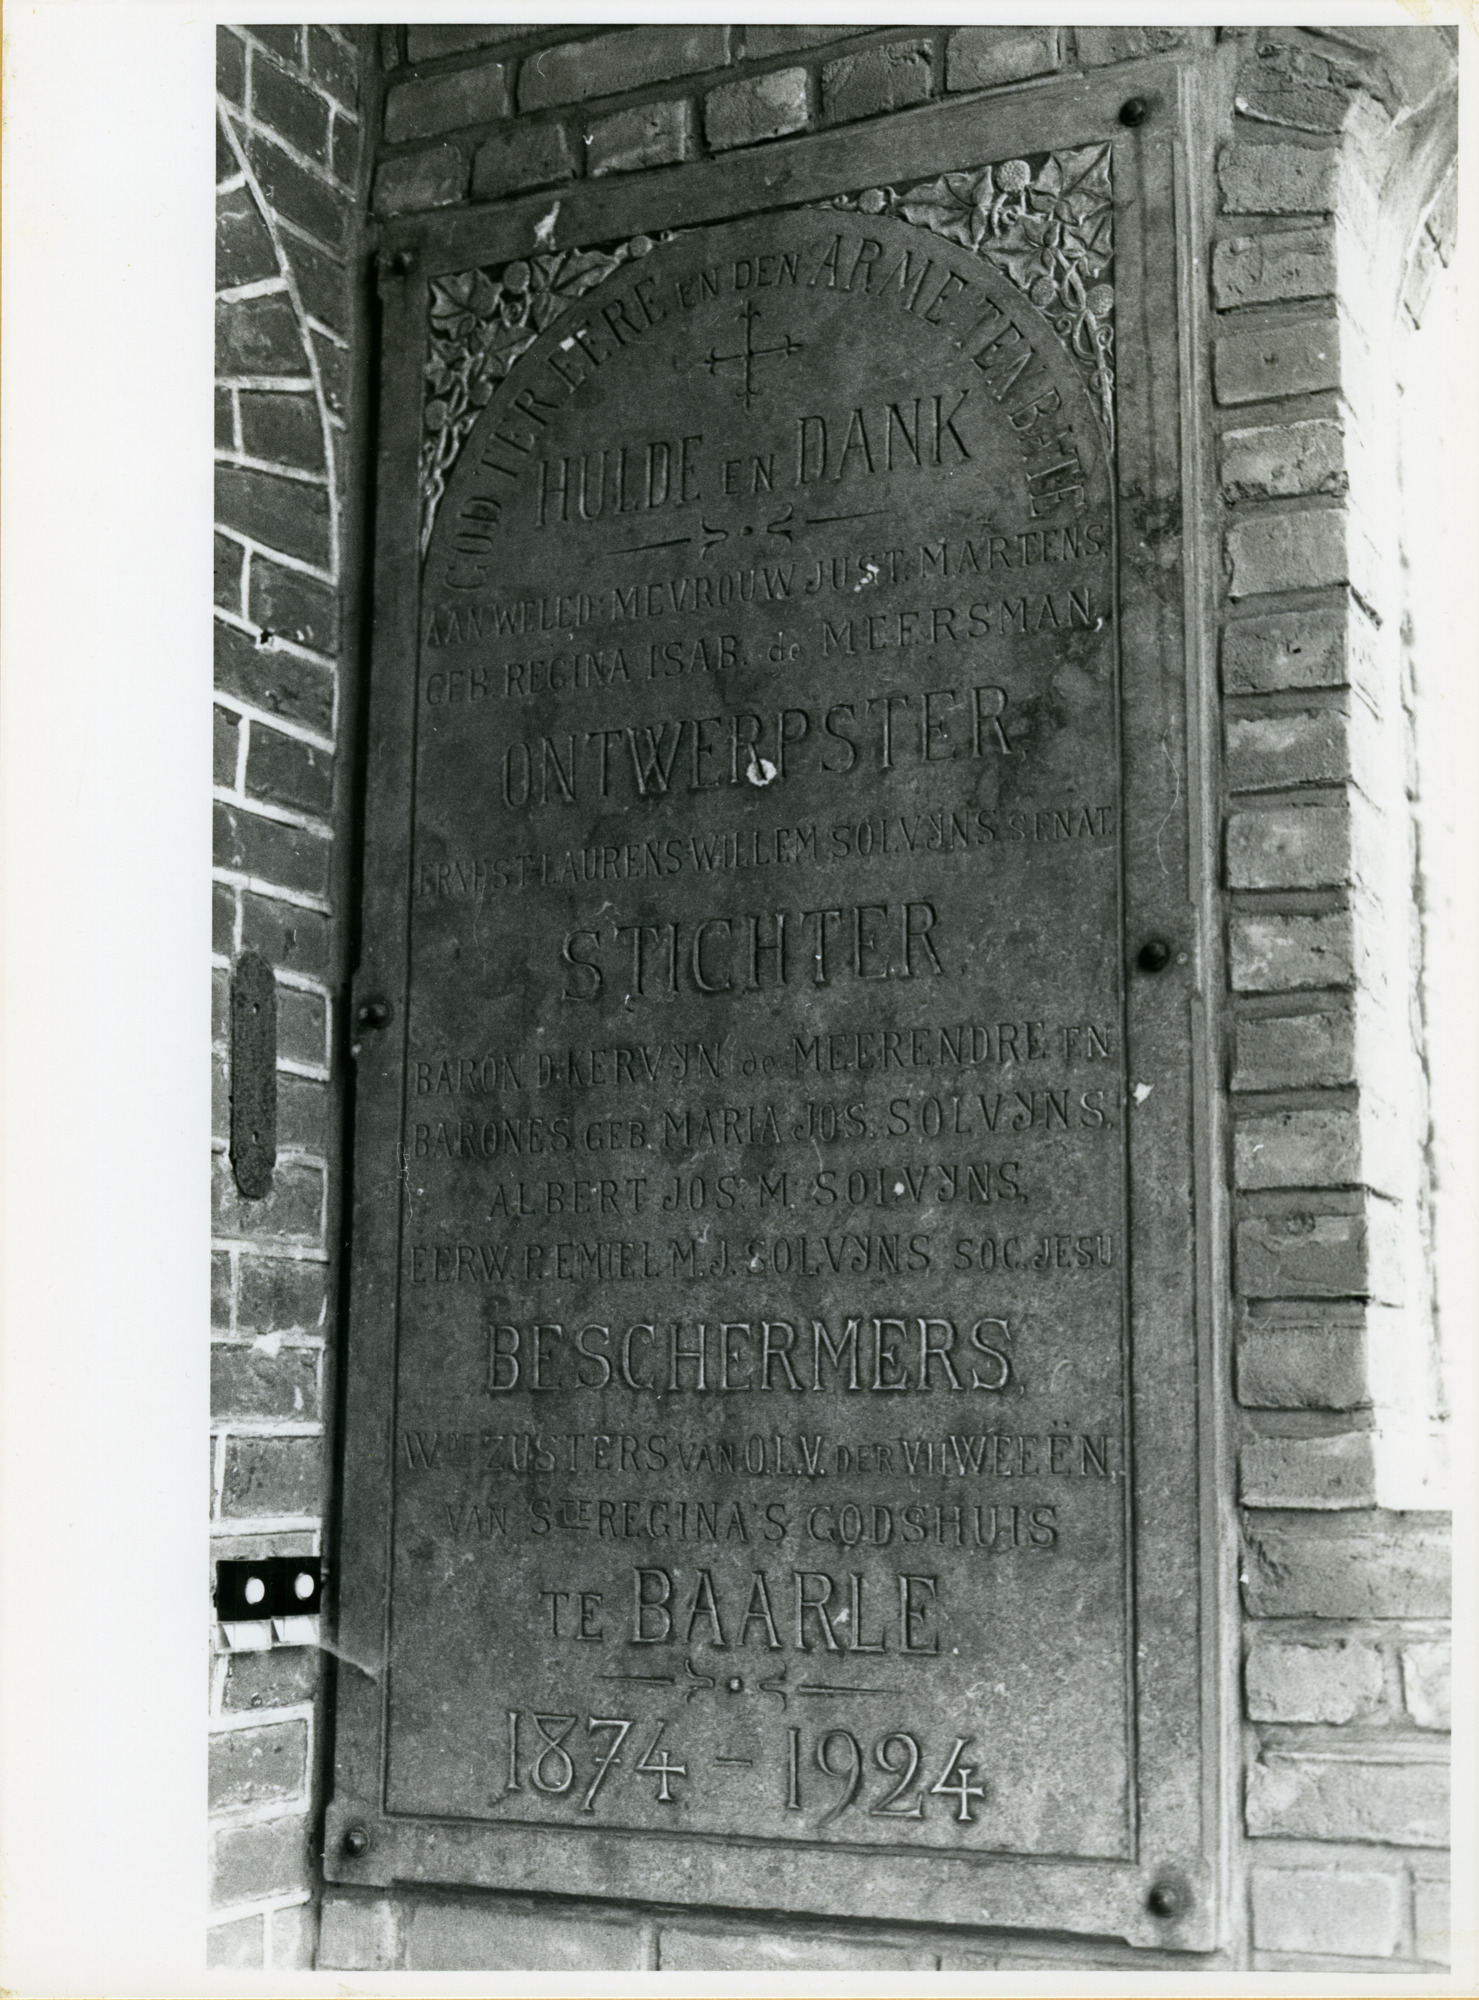 GOD TER EERE EN DEN ARME TEN BATE
HULDE EN DANK
AAN WELED. MEVROUW JUST. MARTENS,
GEB REGINA ISAB. de MEERSMAN,
ONTWERPSTER,
ERNEST-LAURENS-WILLEM SOLVYNS SENAT.
STICHTER,
BARON D. KERVYN de MEERENDRE EN
BARONES GEB. MARIA JOS. SOLVYNS,
ALBERT JOS. M. SOLVYNS,
EERW. P. EMIEL M.J. SOLVYNS SOC. JESU
BESCHERMERS,
ZUSTERS VAN O.L.V. DER VII WEEËN,
VAN STE REGINA'S GODSHUIS
TE BAARLE
1874 - 1924